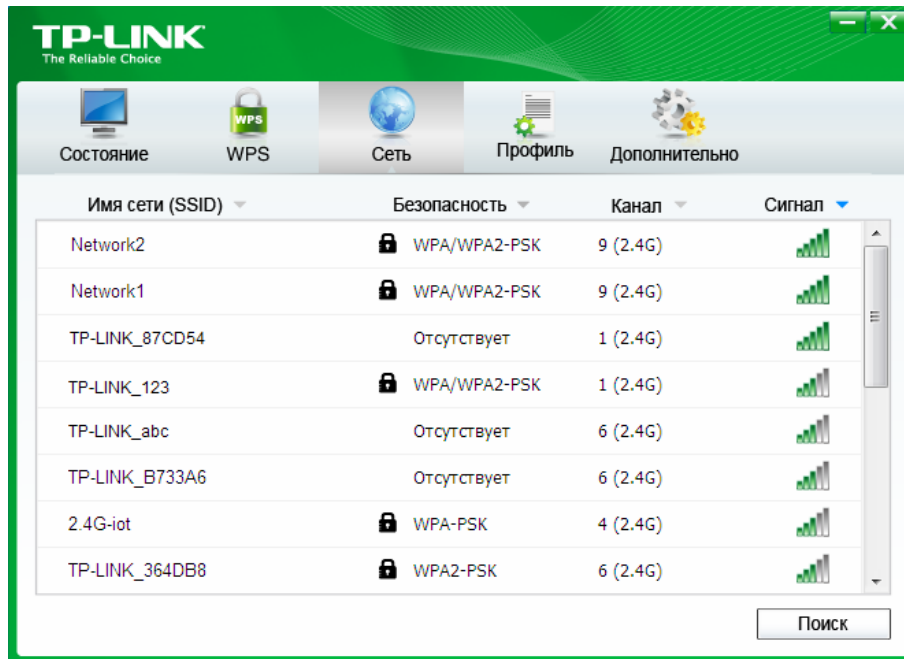 TP-LINK
The Reliable Choice
WPS
Состояние WPS Сеть Профиль Дополнительно
Имя сети (SSID) Безопасность Канал Сигнал
Network2 WPA/WPA2-PSK 9 (2.4G)
Network1 WPA/WPA2-PSK 9 (2.4G)
TP-LINK_87CD54 Отсутствует 1 (2.4G)
TP-LINK_123 WPA/WPA2-PSK 1 (2.4G)
TP-LINK_abc Отсутствует 6 (2.4G)
TP-LINK_B733A6 Отсутствует 6 (2.4G)
2.4G-iot WPA-PSK 4 (2.4G)
TP-LINK_364DB8 WPA2-PSK 6 (2.4G)
Поиск